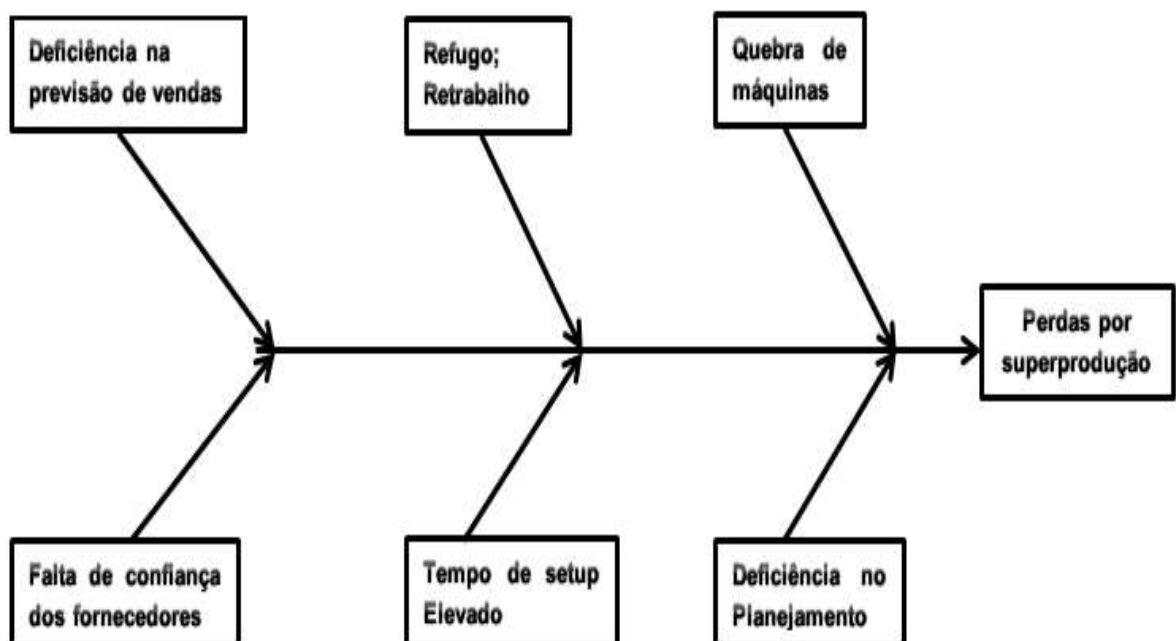 Deficiência na
previsão de vendas
Refugo;
Retrabalho
Quebra de
máquinas
Perdas por
superprodução
Falta de confiança
dos fornecedores
Tempo de setup
Elevado
Deficiência no
Planejamento